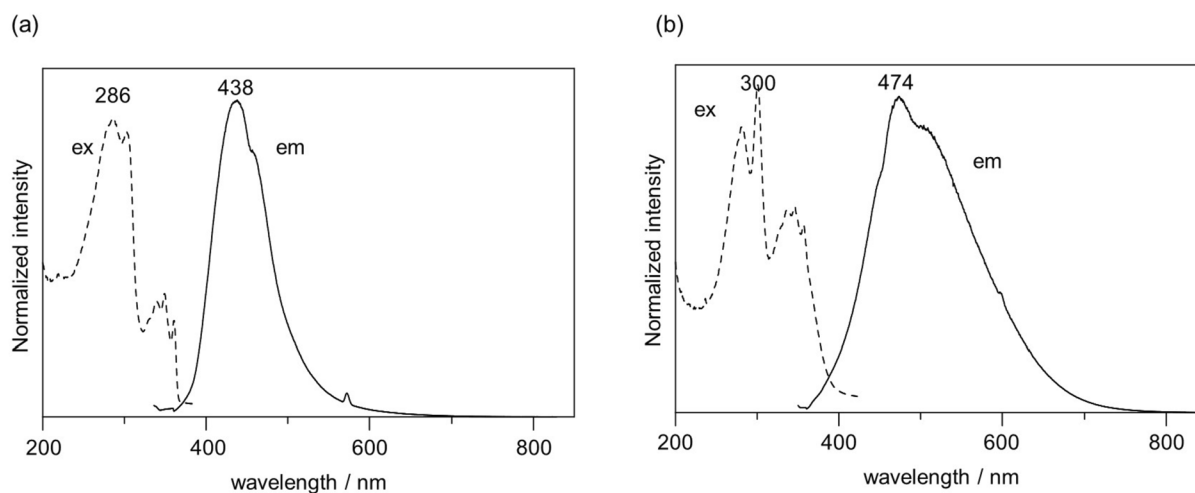 (a)
286
438
ex
em
Normalized intensity
200
400
600
800
wavelength / nm
(b)
300
474
ex
em
Normalized intensity
200
400
600
800
wavelength / nm